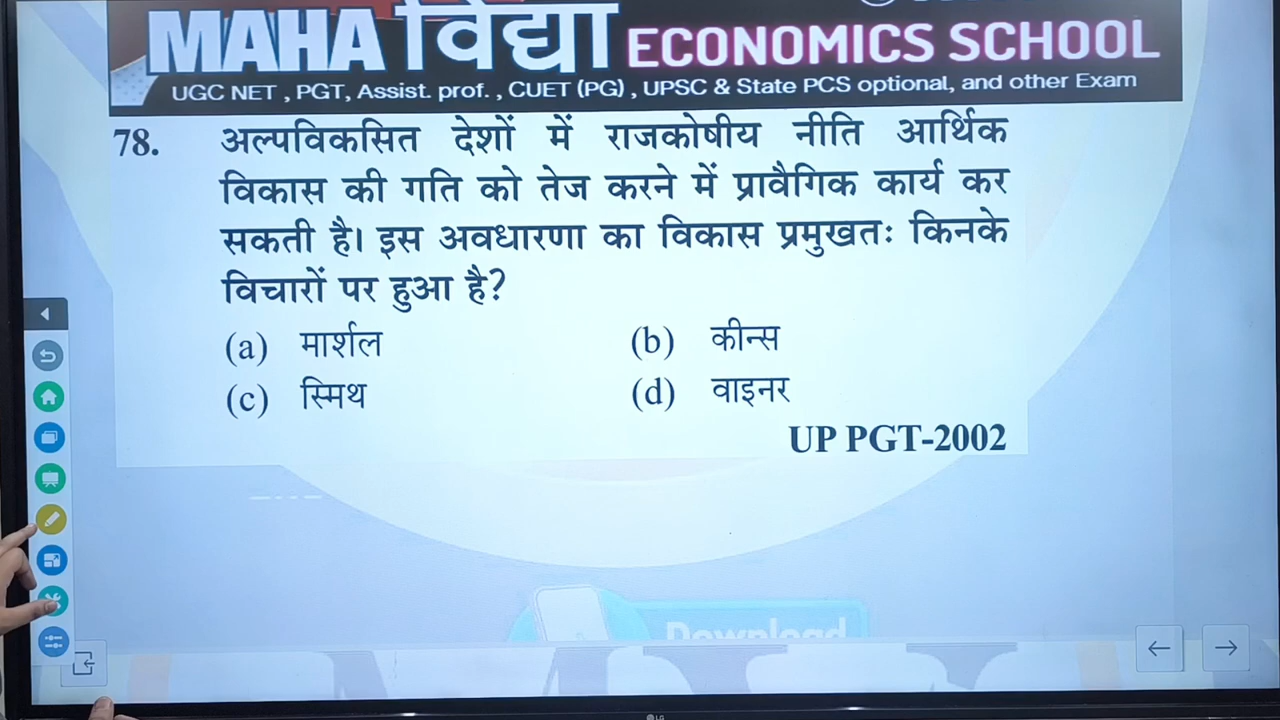 MAHA विद्या ECONOMICS SCHOOL
UGC NET , PGT, Assist. prof. , CUET (PG) , UPSC & State PCS optional, and other Exam
78. अल्पविकसित देशों में राजकोषीय नीति आर्थिक
विकास की गति को तेज करने में प्रावैगिक कार्य कर
सकती है। इस अवधारणा का विकास प्रमुखतः किनके
विचारों पर हुआ है?
(a) मार्शल (b) कीन्स
(c) स्मिथ (d) वाइनर
UP PGT-2002
Download
LG